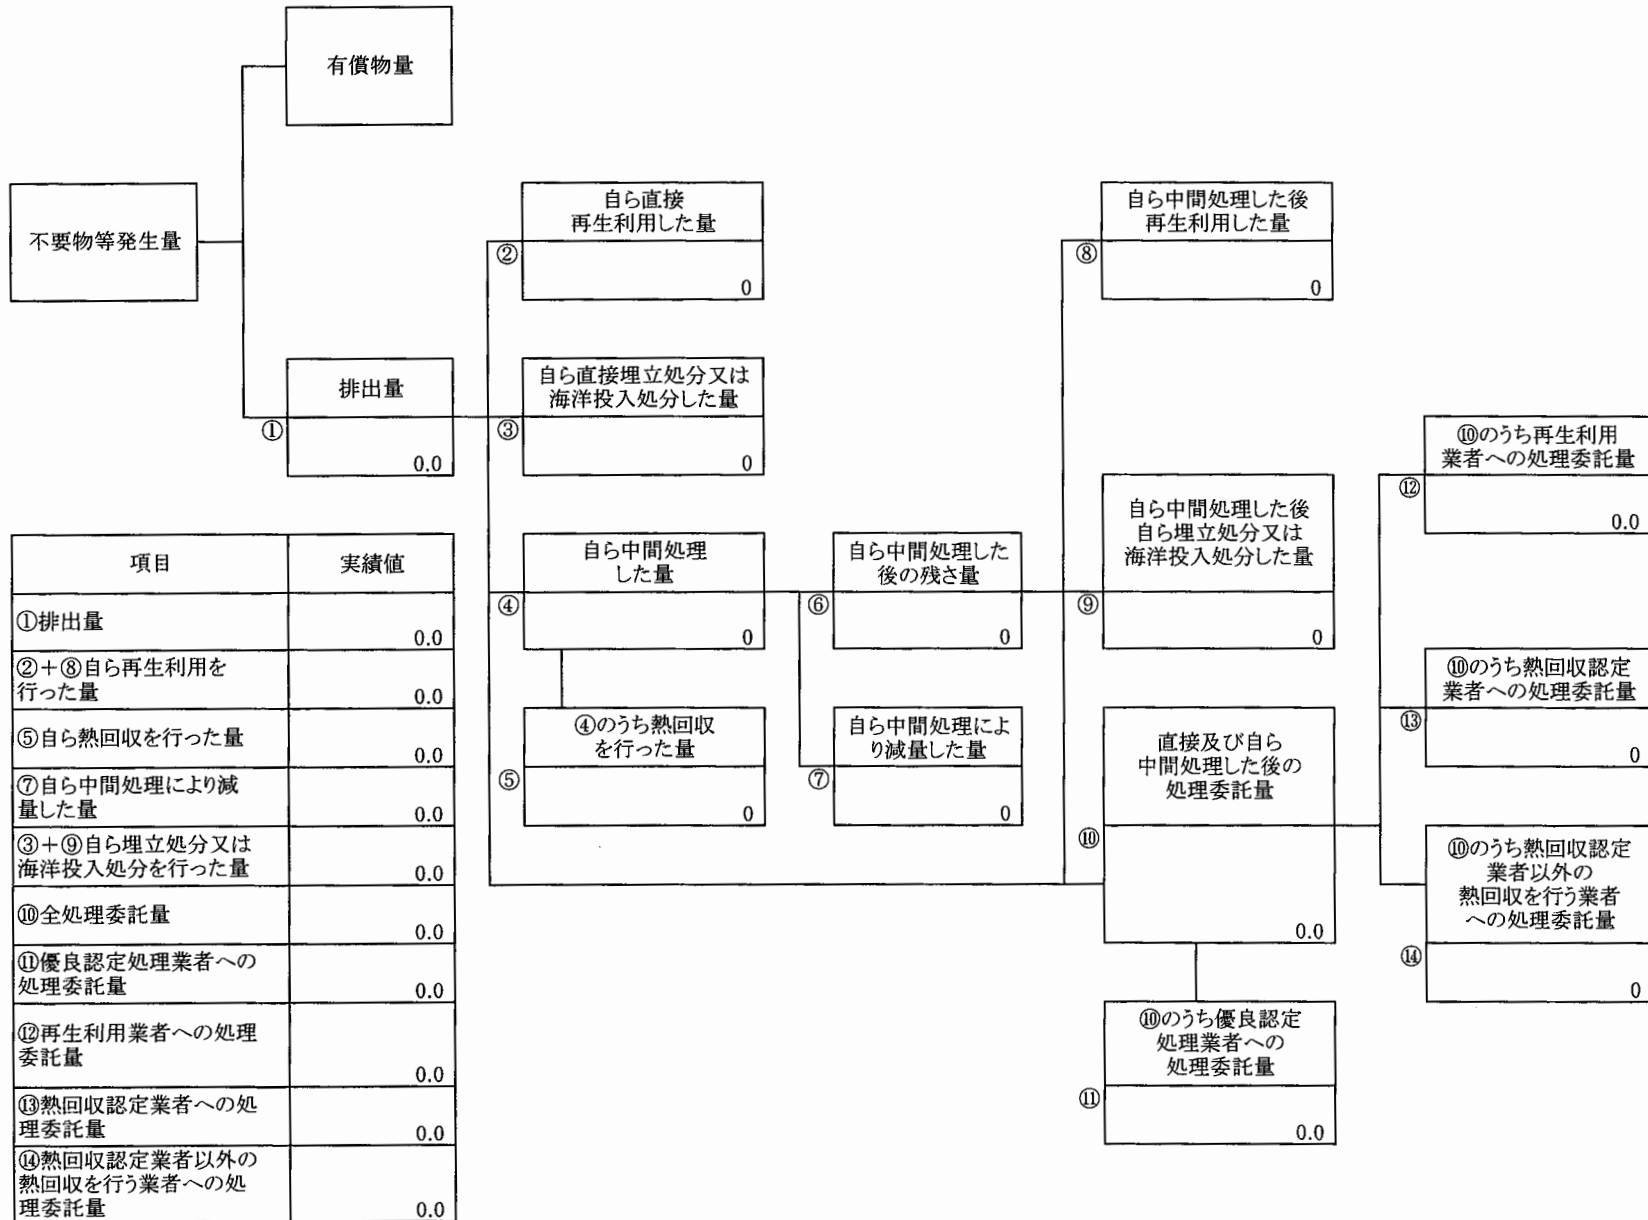 有償物量
不要物等発生量
排出量
①
0.0
自ら直接
再生利用した量
②
0
自ら直接埋立処分又は
海洋投入処分した量
③
0
自ら中間処理
した量
④
0
④のうち熱回収
を行った量
⑤
0
自ら中間処理した
後の残さ量
⑥
0
自ら中間処理によ
り減量した量
⑦
0
自ら中間処理した後
再生利用した量
⑧
0
自ら中間処理した後
自ら埋立処分又は
海洋投入処分した量
⑨
0
直接及び自ら
中間処理した後の
処理委託量
⑩
0.0
⑩のうち優良認定
処理業者への
処理委託量
⑪
0.0
⑩のうち再生利用
業者への処理委託量
⑫
0.0
⑩のうち熱回収認定
業者への処理委託量
⑬
0
⑩のうち熱回収認定
業者以外の
熱回収を行う業者
への処理委託量
⑭
0
項目 実績値
①排出量
0.0
②+⑧自ら再生利用を
行った量
0.0
⑤自ら熱回収を行った量
0.0
⑦自ら中間処理により減
量した量
0.0
③+⑨自ら埋立処分又は
海洋投入処分を行った量
0.0
⑩全処理委託量
0.0
⑪優良認定処理業者への
処理委託量
0.0
⑫再生利用業者への処理
委託量
0.0
⑬熱回収認定業者への処
理委託量
0.0
⑭熱回収認定業者以外の
熱回収を行う業者への処
理委託量
0.0